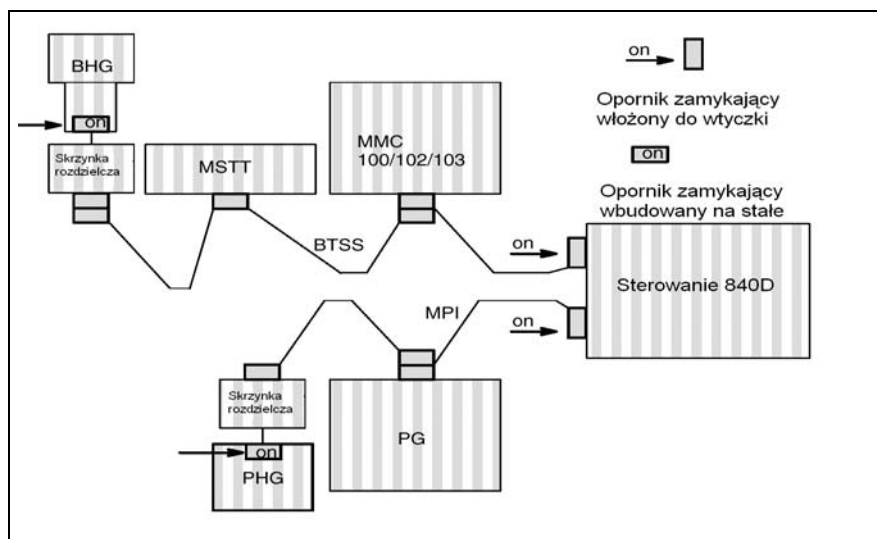 BHG
on
Skrzynka
rozdzielcza
MSTT
MMC
100/102/103
BTSS
on
on
Opornik zamykający
włożony do wtyczki
on
Opornik zamykający
wbudowany na stałe
Sterowanie 840D
MPI
on
Skrzynka
rozdzielcza
on
PHG
PG